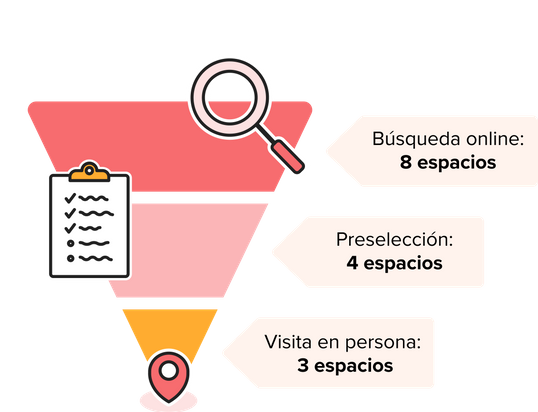 Búsqueda online:
8 espacios
Preselección:
4 espacios
Visita en persona:
3 espacios